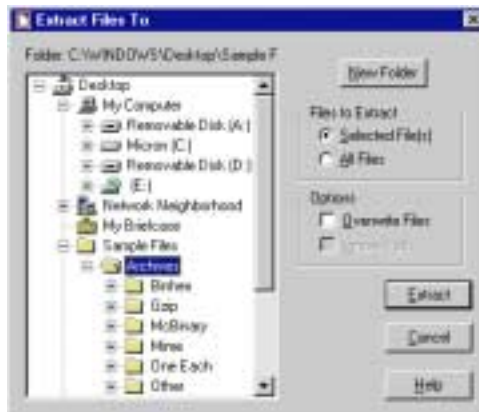 Extract Files To
Folder: C:\WINDOWS\Desktop\Sample F
Desktop
My Computer
Removable Disk (A:)
Micron (C:)
Removable Disk (D:)
(E:)
Network Neighborhood
My Briefcase
Sample Files
Archives
Binhex
Gzip
McBinary
Mime
One Each
Other
New Folder
Files to Extract
Selected File(s)
All Files
Options
Overwrite Files
Extract
Cancel
Help